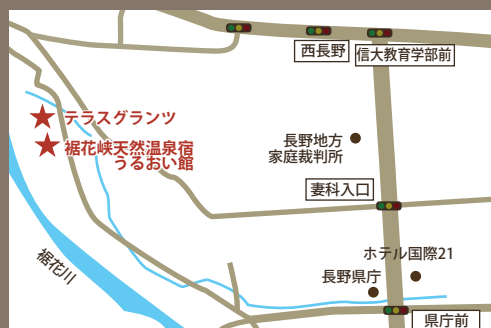 西長野
信大教育学部前
テラスグランツ
裾花峡天然温泉宿
うるおい館
長野地方
家庭裁判所
妻科入口
裾花川
ホテル国際21
長野県庁
県庁前